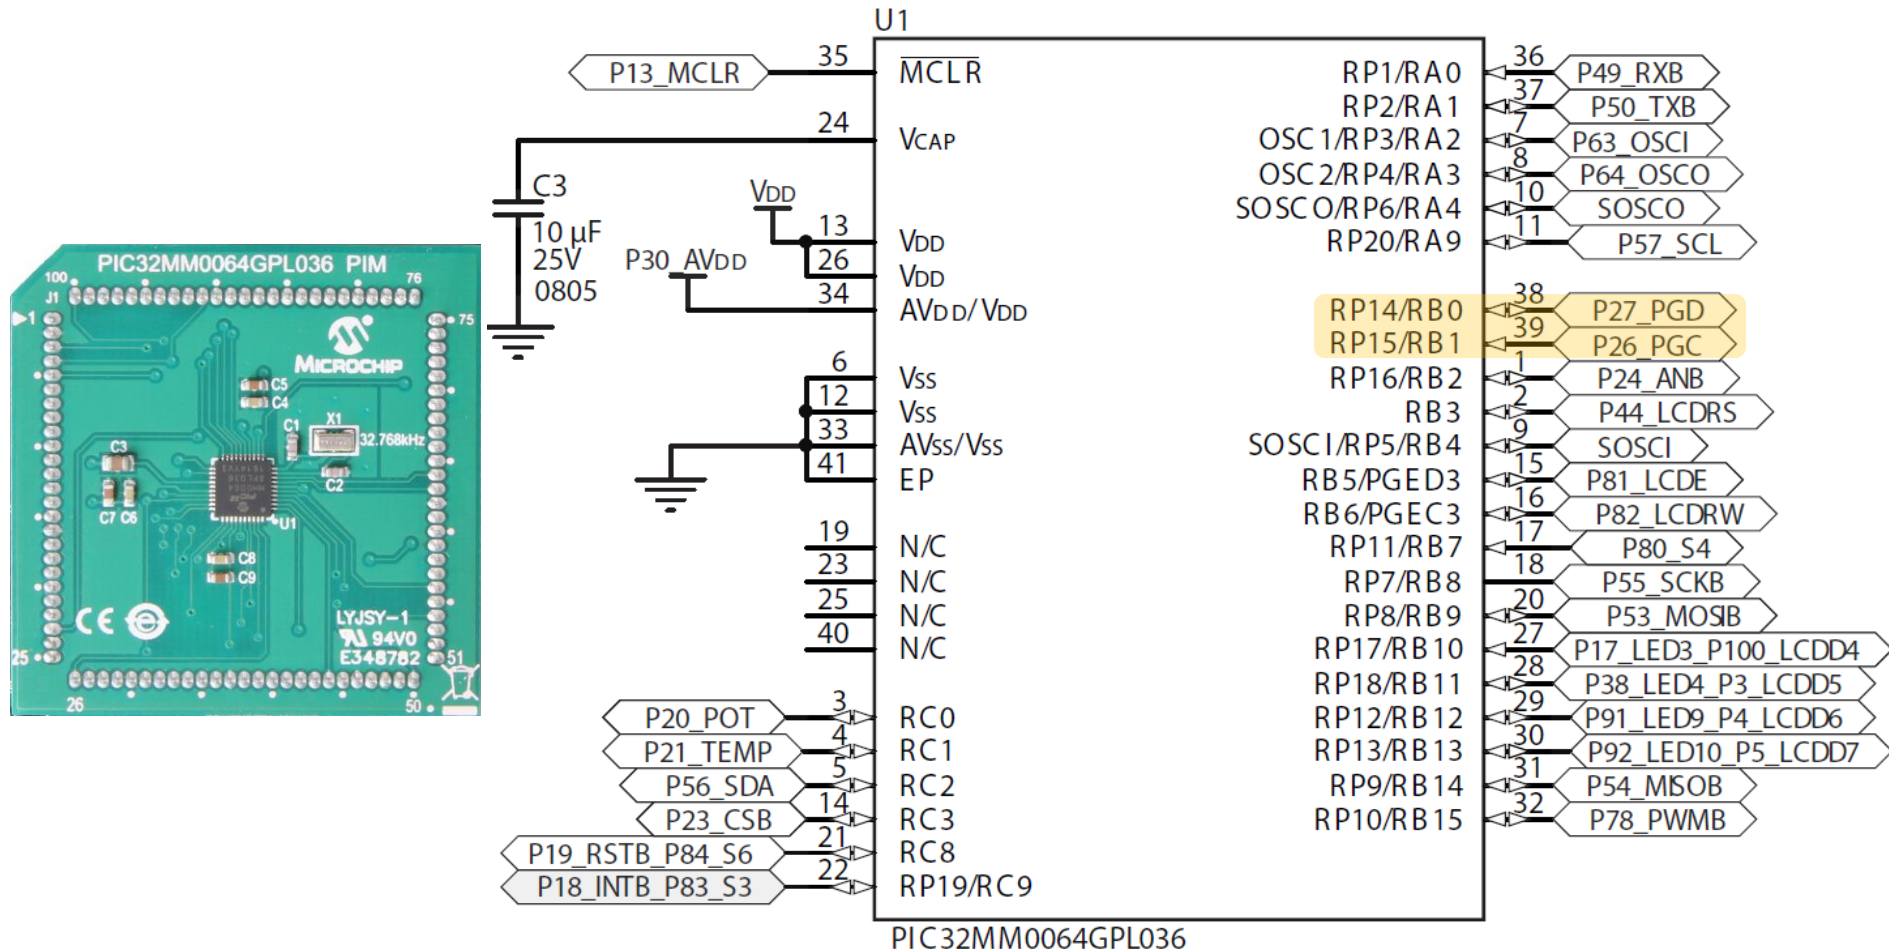 PIC32MM0064GPL036 PIM
100
76
J1
1
75
MICROCHIP
C5
C4
C1
X1
32.768kHz
C3
C2
C7 C6
U1
C8
C9
CE
LYJSY-1
94V0
E348782
25
51
26
50
U1
P13_MCLR 35 MCLR
24 VCAP
C3
10 µF
25V
0805
VDD
13 VDD
26 VDD
P30_AVDD
34 AVDD/VDD
6 VSS
12 VSS
33 AVSS/VSS
41 EP
19 N/C
23 N/C
25 N/C
40 N/C
P20_POT 3 RC0
P21_TEMP 4 RC1
P56_SDA 5 RC2
P23_CSB 14 RC3
P19_RSTB_P84_S6 21 RC8
P18_INTB_P83_S3 22 RP19/RC9
RP1/RA0 36 P49_RXB
RP2/RA1 37 P50_TXB
OSC1/RP3/RA2 7 P63_OSCI
OSC2/RP4/RA3 8 P64_OSCO
SOSCO/RP6/RA4 10 SOSCO
RP20/RA9 11 P57_SCL
RP14/RB0 38 P27_PGD
RP15/RB1 39 P26_PGC
RP16/RB2 1 P24_ANB
RB3 2 P44_LCDRS
SOSCI/RP5/RB4 9 SOSCI
RB5/PGED3 15 P81_LCDE
RB6/PGEC3 16 P82_LCDRW
RP11/RB7 17 P80_S4
RP7/RB8 18 P55_SCKB
RP8/RB9 20 P53_MOSIB
RP17/RB10 27 P17_LED3_P100_LCDD4
RP18/RB11 28 P38_LED4_P3_LCDD5
RP12/RB12 29 P91_LED9_P4_LCDD6
RP13/RB13 30 P92_LED10_P5_LCDD7
RP9/RB14 31 P54_MISOB
RP10/RB15 32 P78_PWMB
PIC32MM0064GPL036